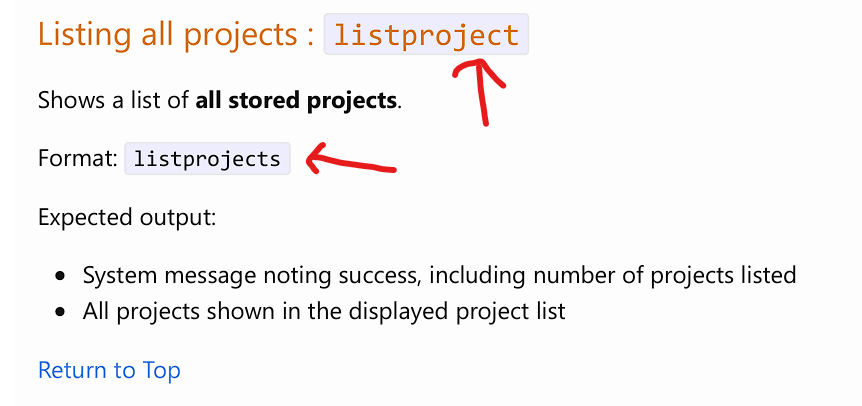 Listing all projects : listproject
Shows a list of all stored projects.
Format: listprojects
Expected output:
• System message noting success, including number of projects listed
• All projects shown in the displayed project list
Return to Top